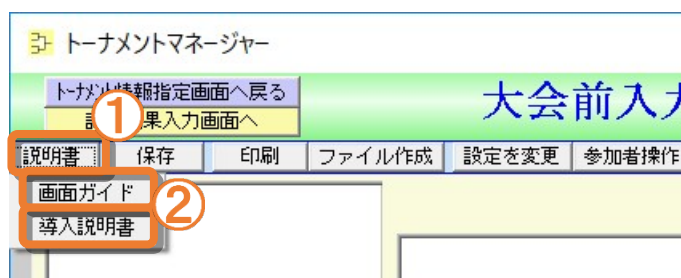 トーナメントマネージャー
トーナメント情報指定画面へ戻る
大会前入力
果入力画面へ
①
説明書 保存 印刷 ファイル作成 設定を変更 参加者操作
画面ガイド
②
導入説明書